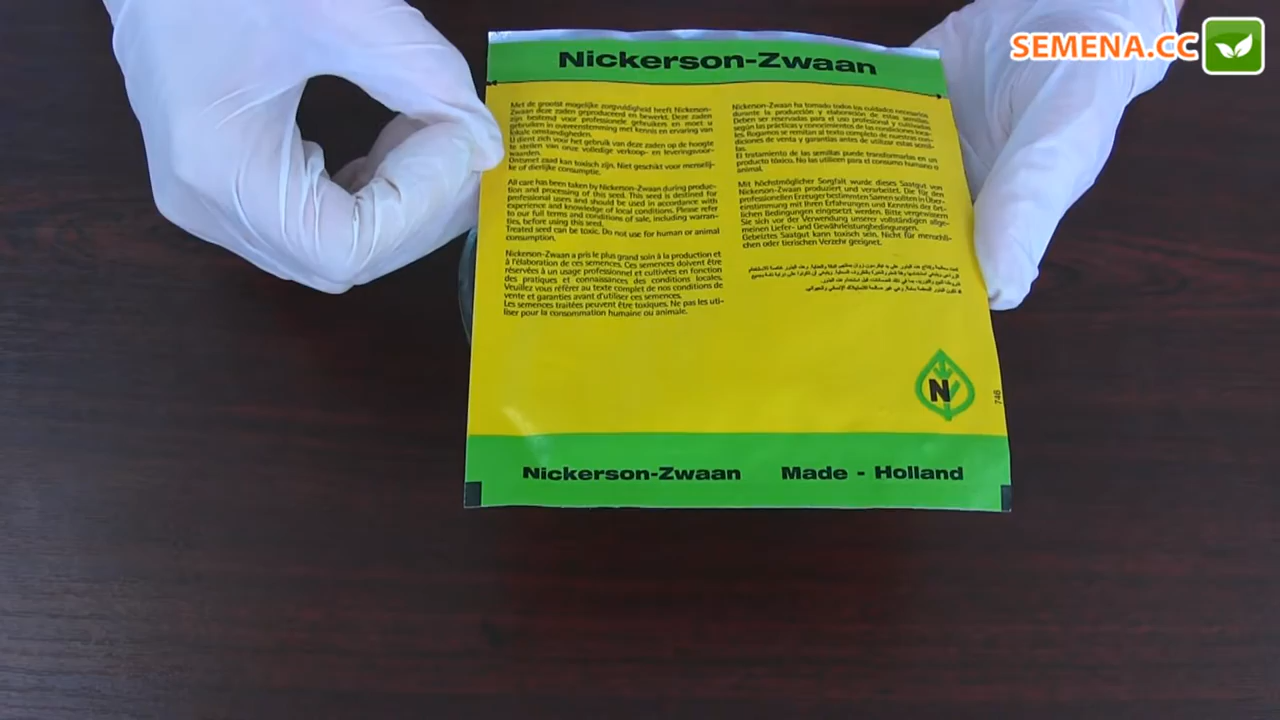 SEMENA.CC
Nickerson-Zwaan
Met de grootst mogelijke zorgvuldigheid heeft Nickerson-
Zwaan deze zaden geproduceerd en bewerkt. Deze zaden
zijn bestemd voor professionele gebruikers en moet u
gebruiken in overeenstemming met kennis en ervaring van
lokale omstandigheden.
U dient zich voor het gebruik van deze zaden op de hoogte
te stellen van onze volledige verkoop- en leveringsvoor-
waarden.
Ontsmet zaad kan toxisch zijn. Niet geschikt voor menselij-
ke of dierlijke consumptie.
All care has been taken by Nickerson-Zwaan during produc-
tion and processing of this seed. This seed is destined for
professional users and should be used in accordance with
experience and knowledge of local conditions. Please refer
to our full terms and conditions of sale, including warran-
ties, before using this seed.
Treated seed can be toxic. Do not use for human or animal
consumption.
Nickerson-Zwaan a pris le plus grand soin à la production et
à l'élaboration de ces semences. Ces semences doivent être
réservées à un usage professionnel et cultivées en fonction
des pratiques et connaissances des conditions locales.
Veuillez vous référer au texte complet de nos conditions de
vente et garanties avant d'utiliser ces semences.
Les semences traitées peuvent être toxiques. Ne pas les uti-
liser pour la consommation humaine ou animale.
Nickerson-Zwaan ha tomado todos los cuidados necesarios
durante la producción y elaboración de estas semillas.
Deben ser reservadas para el uso profesional y cultivadas
según las prácticas y conocimientos de las condiciones loca-
les. Rogamos se remitan al texto completo de nuestras con-
diciones de venta y garantías antes de utilizar estas semil-
las.
El tratamiento de las semillas puede transformarlas en un
producto tóxico. No las utilicen para el consumo humano o
animal.
Mit höchstmöglicher Sorgfalt wurde dieses Saatgut von
Nickerson-Zwaan produziert und verarbeitet. Die für den
professionellen Erzeuger bestimmten Samen sollten in Über-
einstimmung mit Ihren Erfahrungen und Kenntnis der ört-
lichen Bedingungen eingesetzt werden. Bitte vergewissern
Sie sich vor der Verwendung unserer vollständigen allge-
meinen Liefer- und Gewährleistungbedingungen.
Gebeiztes Saatgut kann toxisch sein. Nicht für menschli-
chen oder tierischen Verzehr geeignet.
N
746
Nickerson-Zwaan Made - Holland